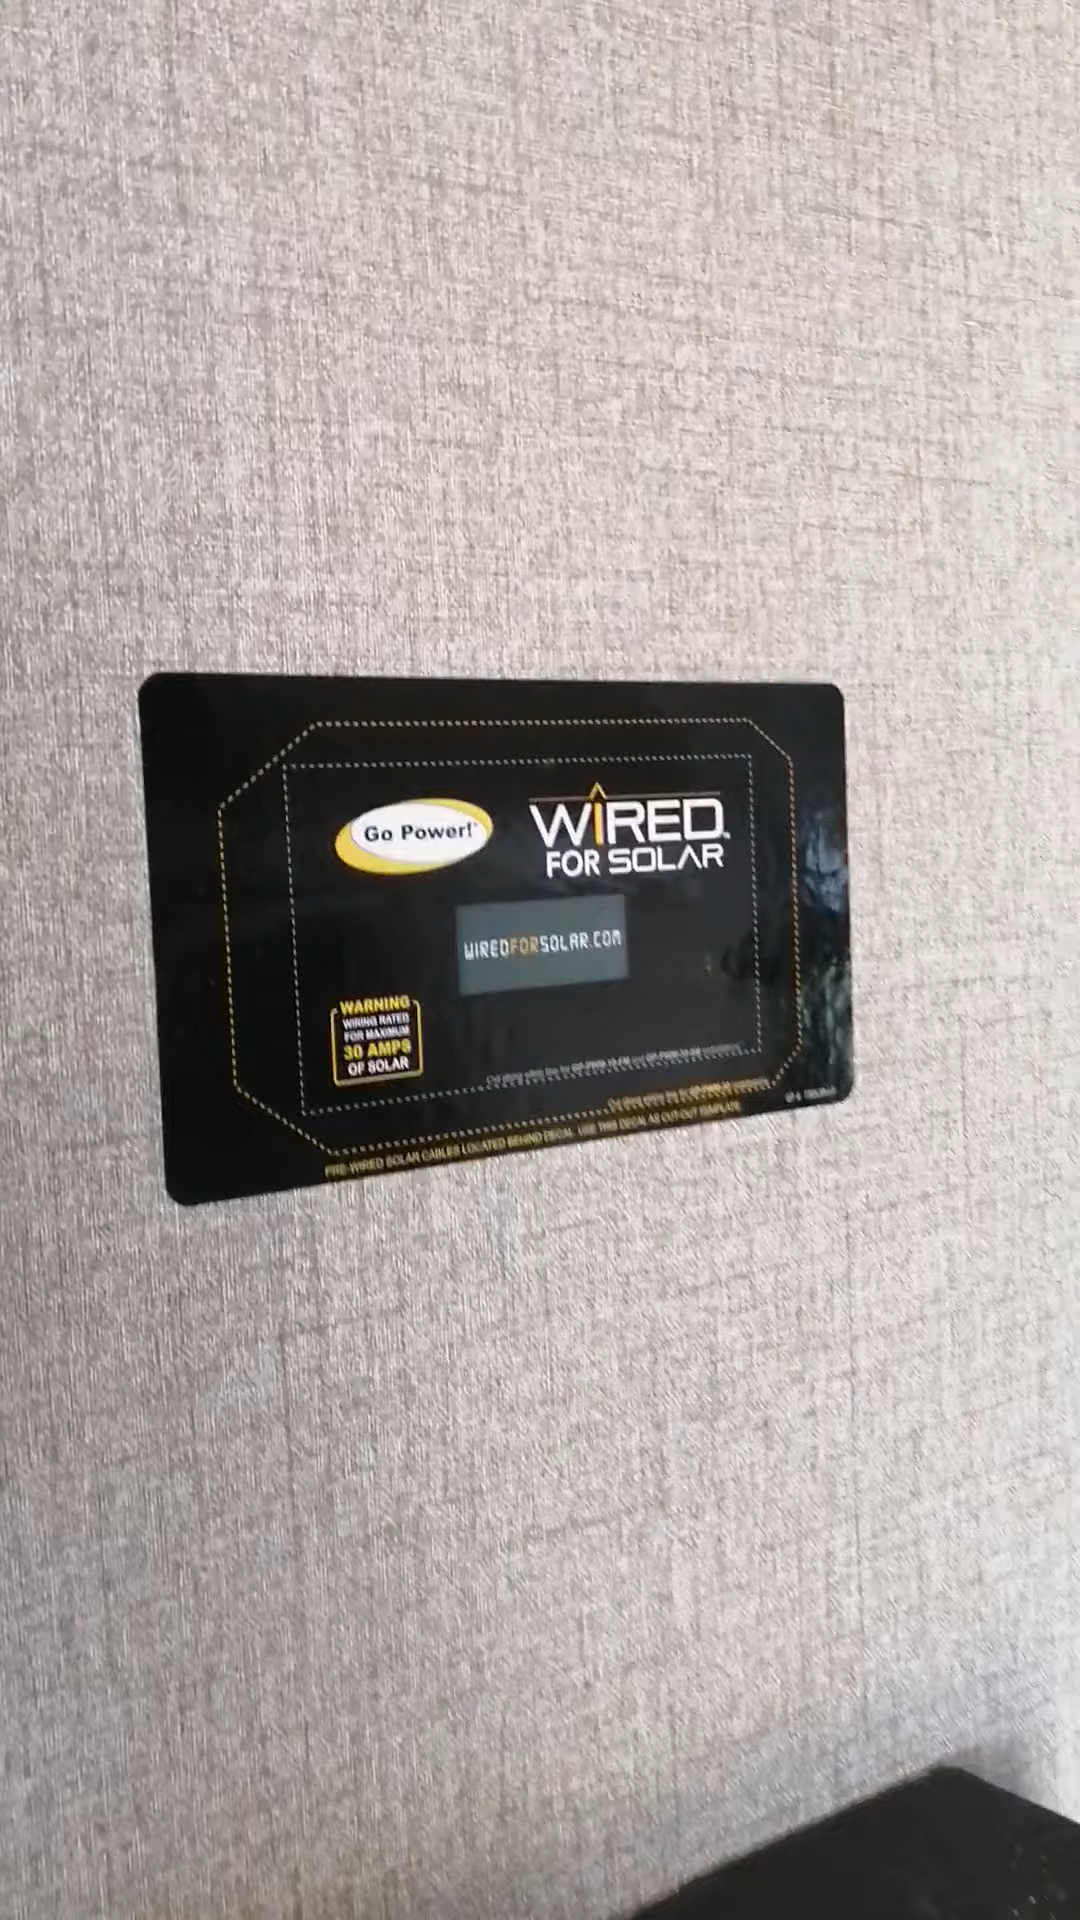 Go Power!
WiRED
FOR SOLAR
WIREDFORSOLAR.COM
WARNING
WIRING RATED
FOR MAXIMUM
30 AMPS
OF SOLAR
PRE-WIRED SOLAR CABLES LOCATED BEHIND DECAL. USE THIS DECAL AS CUT-OUT TEMPLATE